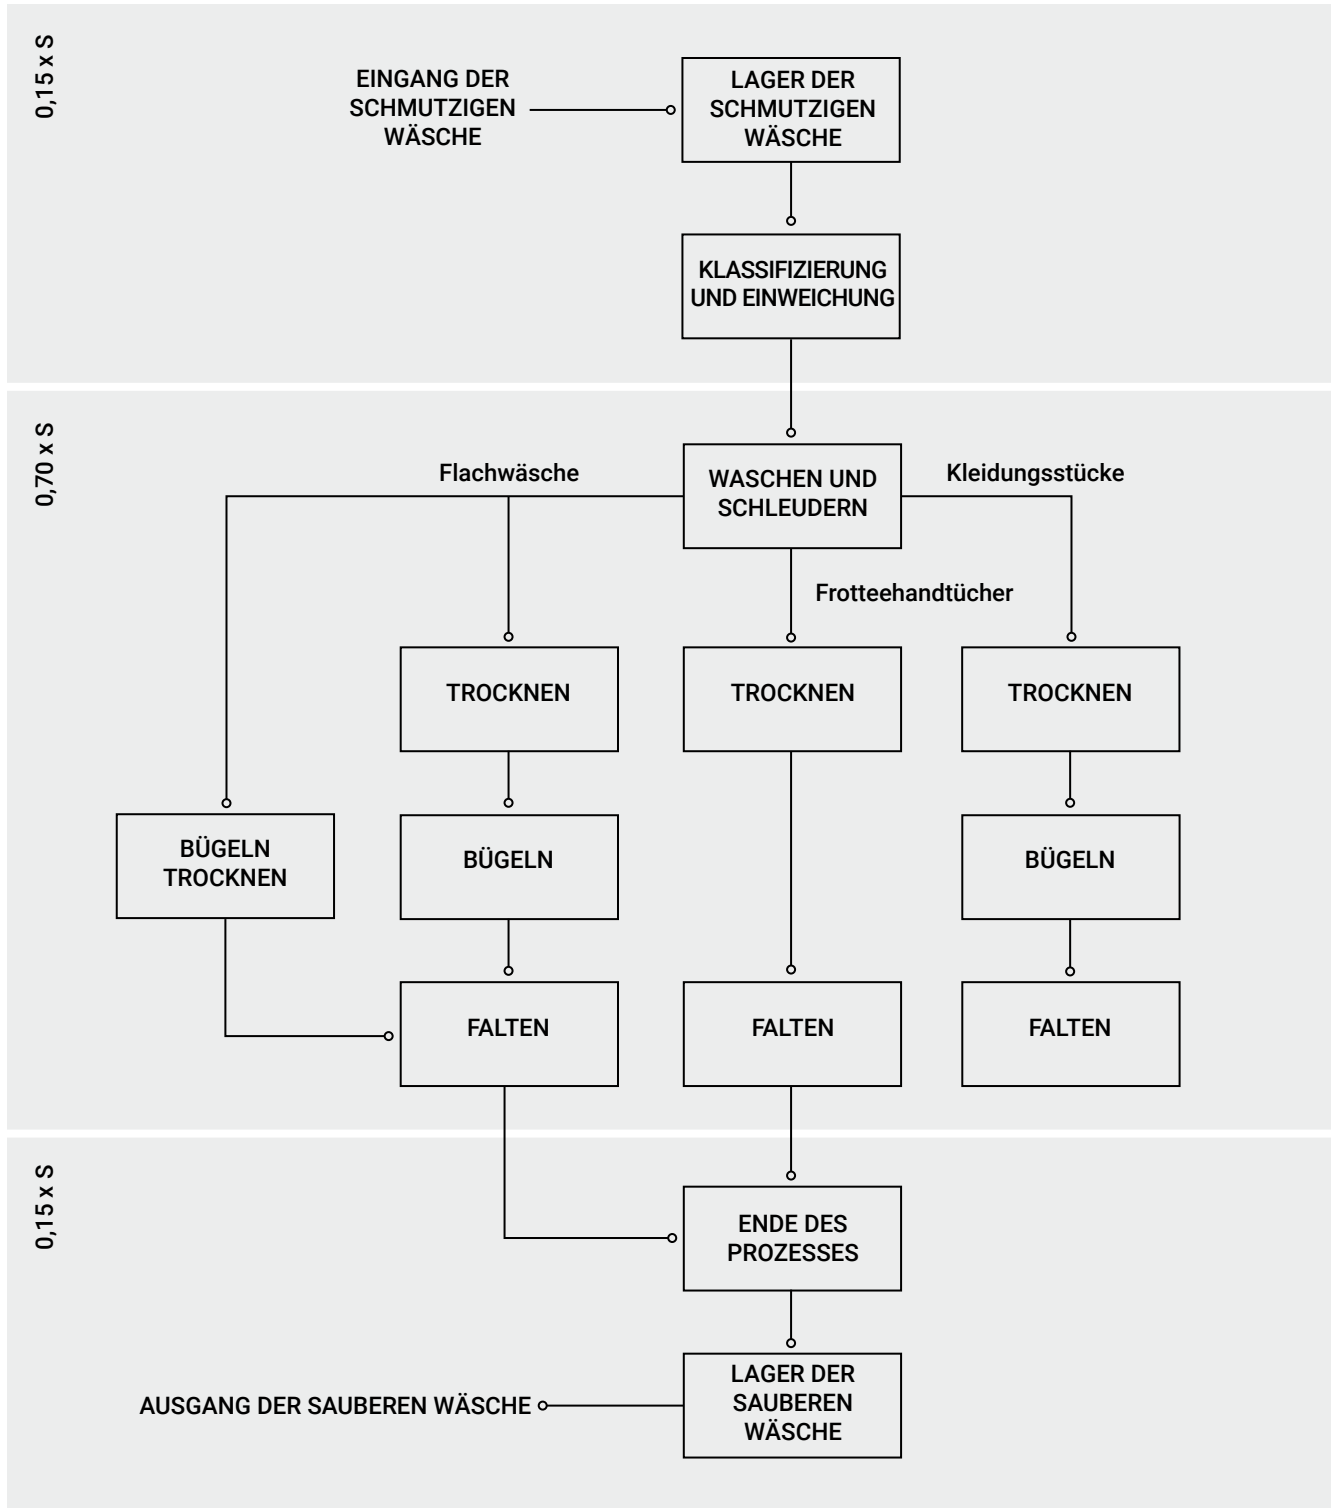 0,15 x S
EINGANG DER
SCHMUTZIGEN
WÄSCHE
LAGER DER
SCHMUTZIGEN
WÄSCHE
KLASSIFIZIERUNG
UND EINWEICHUNG
0,70 x S
Flachwäsche
WASCHEN UND
SCHLEUDERN
Kleidungsstücke
Frotteehandtücher
TROCKNEN
TROCKNEN
TROCKNEN
BÜGELN
TROCKNEN
BÜGELN
BÜGELN
FALTEN
FALTEN
FALTEN
0,15 x S
ENDE DES
PROZESSES
LAGER DER
SAUBEREN
WÄSCHE
AUSGANG DER SAUBEREN WÄSCHE